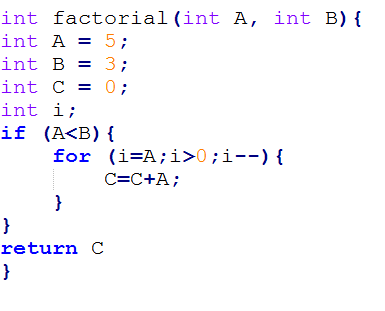 int factorial(int A, int B){
int A = 5;
int B = 3;
int C = 0;
int i;
if (A<B){
for (i=A;i>0;i--){
C=C+A;
}
}
return C
}